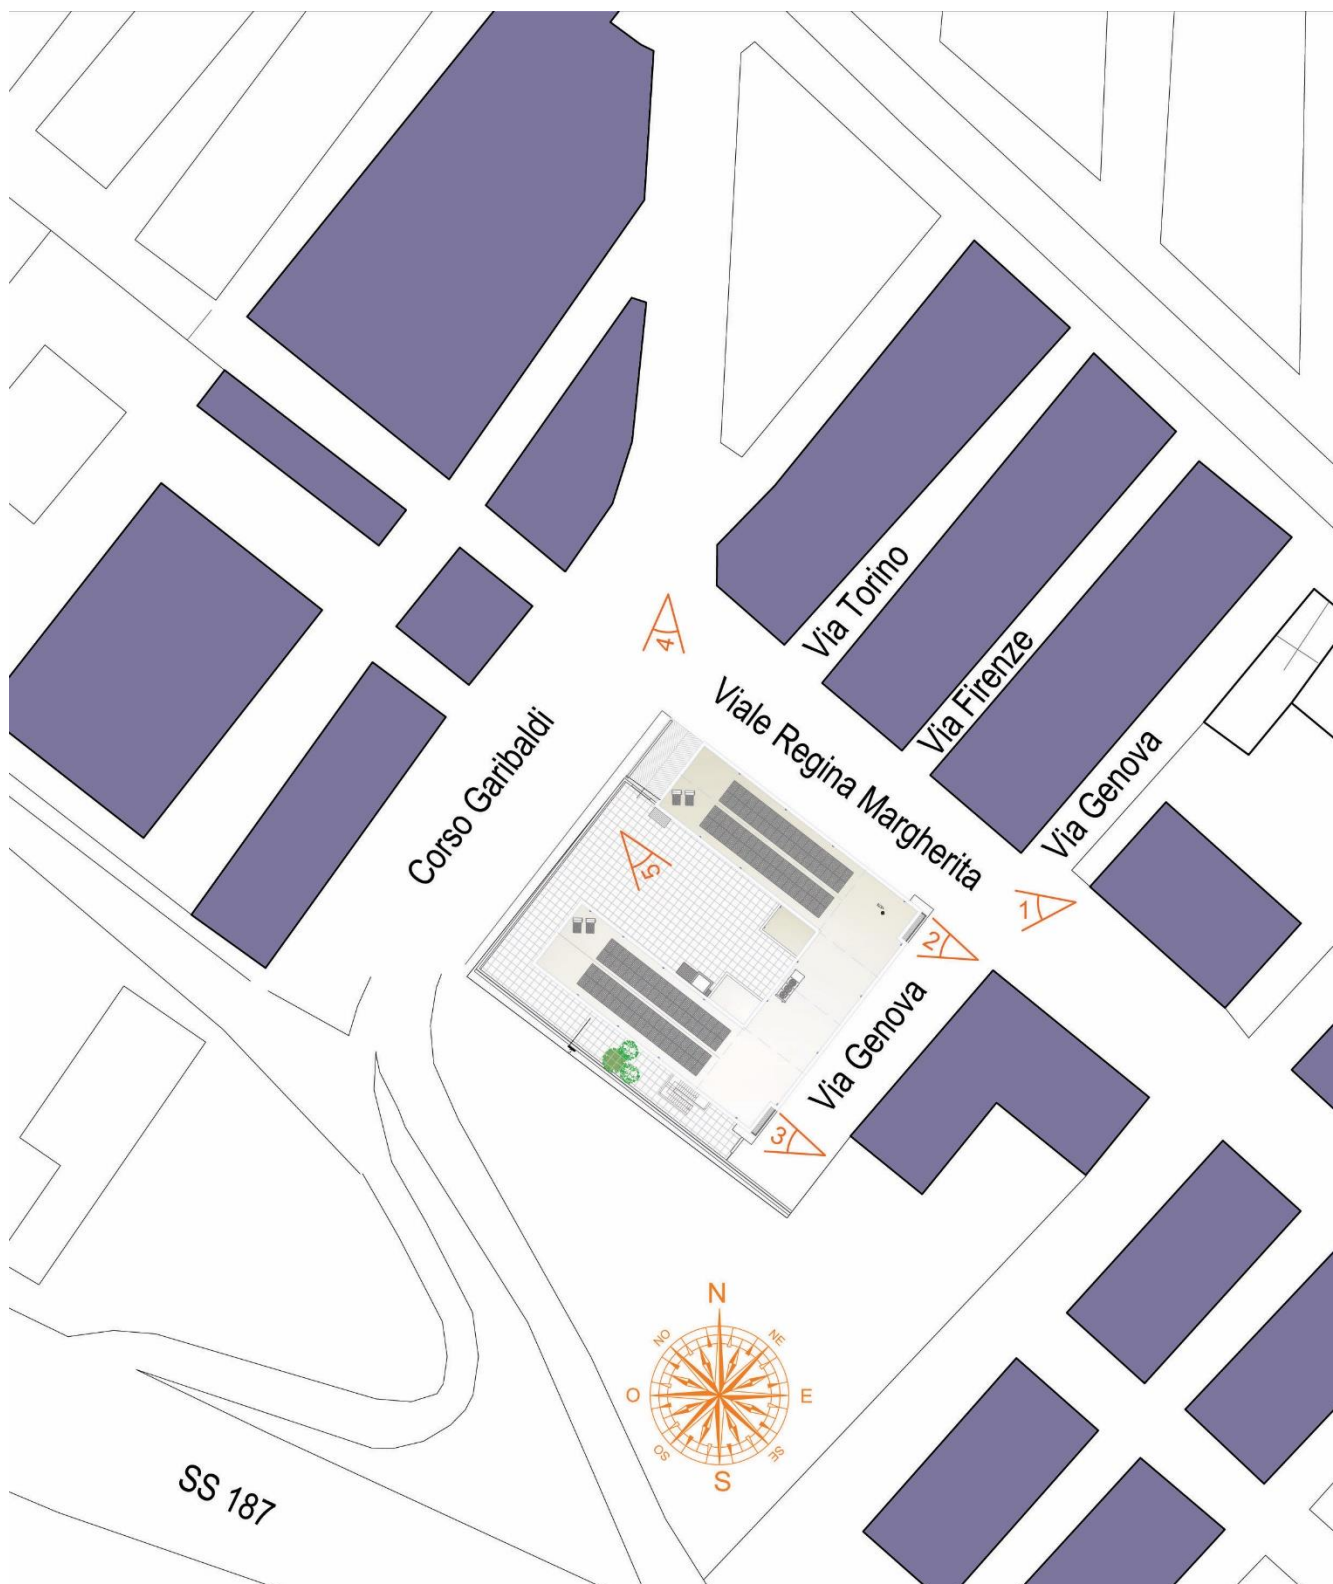 Via Torino
Via Firenze
4
Viale Regina Margherita
Via Genova
Corso Garibaldi
5
1
2
Via Genova
3
N
NO
NE
O
E
SO
SE
S
SS 187